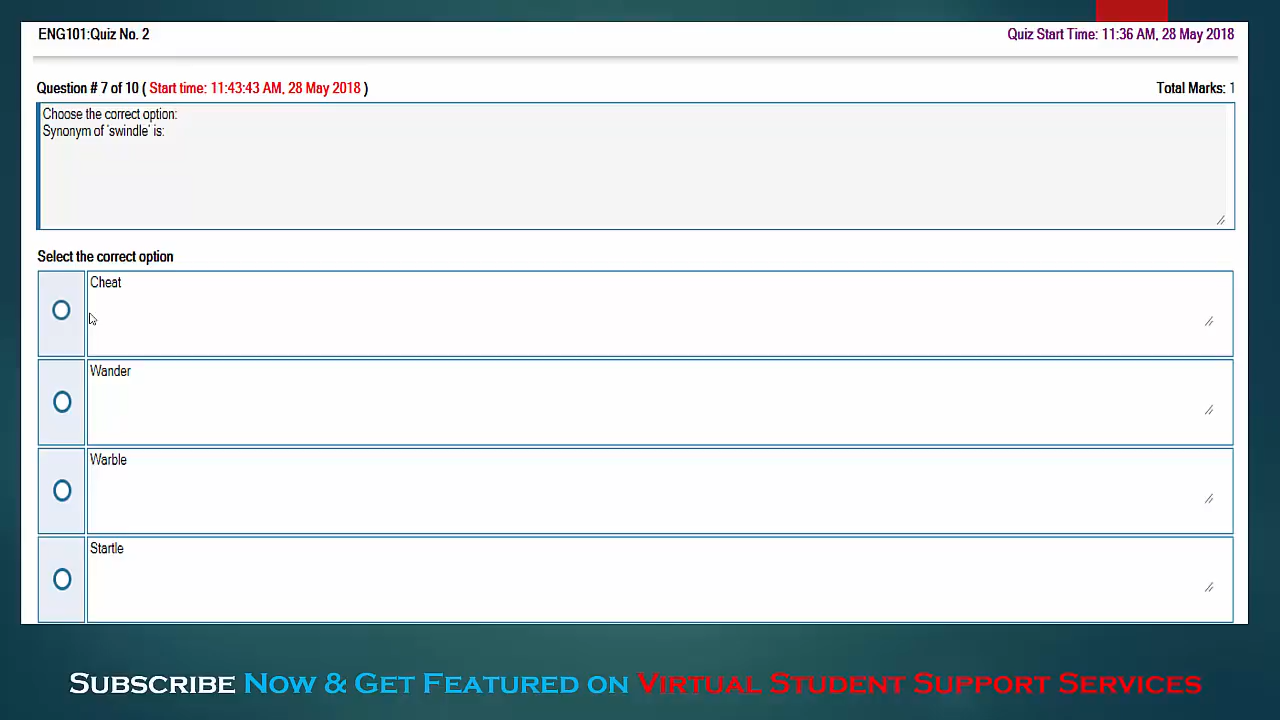 ENG101:Quiz No. 2
Quiz Start Time: 11:36 AM, 28 May 2018
Question # 7 of 10 ( Start time: 11:43:43 AM, 28 May 2018 )
Total Marks: 1
Choose the correct option:
Synonym of 'swindle' is:
Select the correct option
Cheat
Wander
Warble
Startle
Subscribe Now & Get Featured on Virtual Student Support Services